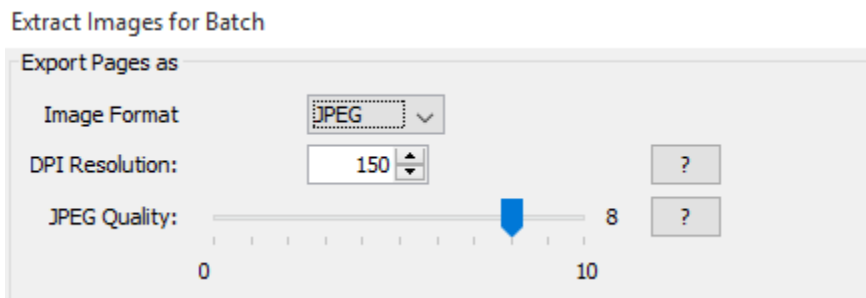 Extract Images for Batch
Export Pages as
Image Format JPEG
DPI Resolution: 150 ?
JPEG Quality: 8 ?
0 10